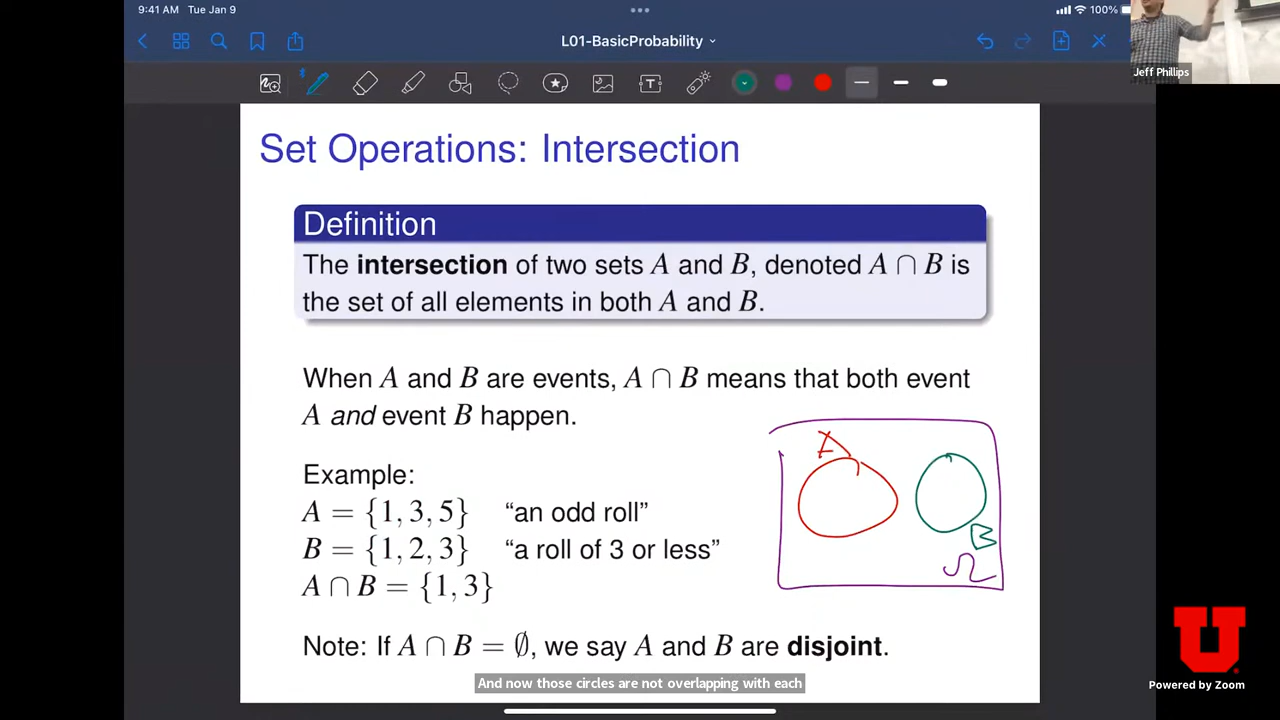 9:41 AM Tue Jan 9
100%
L01-BasicProbability
Jeff Phillips
Set Operations: Intersection
Definition
The intersection of two sets A and B, denoted A ∩ B is
the set of all elements in both A and B.
When A and B are events, A ∩ B means that both event
A and event B happen.
Example:
A = {1, 3, 5} “an odd roll”
B = {1, 2, 3} “a roll of 3 or less”
A ∩ B = {1, 3}
A
B
Ω
Note: If A ∩ B = ∅, we say A and B are disjoint.
And now those circles are not overlapping with each
U
Powered by Zoom